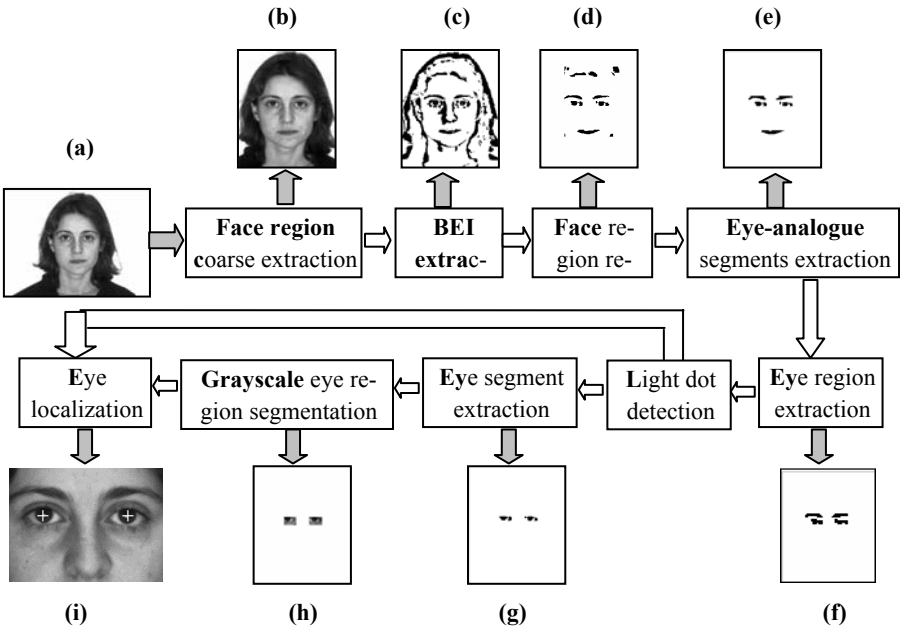 (b) (c) (d) (e)
(a)
Face region
coarse extraction
BEI
extrac-
Face re-
gion re-
Eye-analogue
segments extraction
Eye
localization
Grayscale eye re-
gion segmentation
Eye segment
extraction
Light dot
detection
Eye region
extraction
(i) (h) (g) (f)